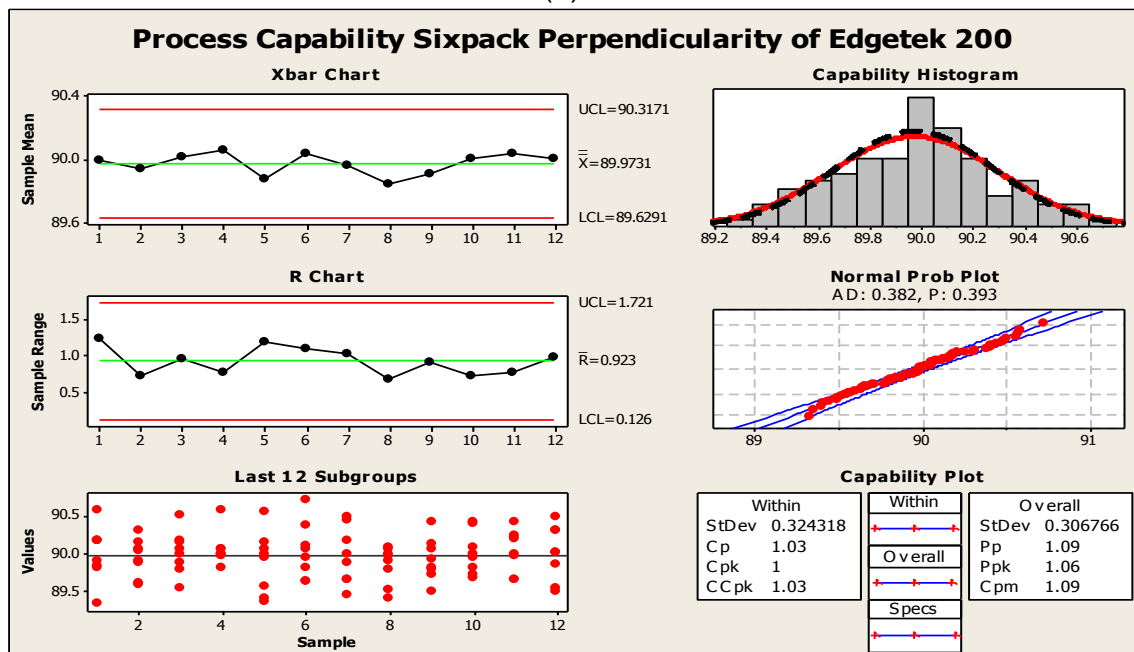 Process Capability Sixpack Perpendicularity of Edgetek 200
Xbar Chart
Sample Mean
90.4
90.0
89.6
1 2 3 4 5 6 7 8 9 10 11 12
UCL=90.3171
X=89.9731
LCL=89.6291
Capability Histogram
89.2 89.4 89.6 89.8 90.0 90.2 90.4 90.6
R Chart
Sample Range
1.5
1.0
0.5
1 2 3 4 5 6 7 8 9 10 11 12
UCL=1.721
R=0.923
LCL=0.126
Normal Prob Plot
AD: 0.382, P: 0.393
89 90 91
Last 12 Subgroups
Values
90.5
90.0
89.5
2 4 6 8 10 12
Sample
Capability Plot
Within
StDev 0.324318
Cp 1.03
Cpk 1
CCpk 1.03
Within
Overall
Specs
Overall
StDev 0.306766
Pp 1.09
Ppk 1.06
Cpm 1.09